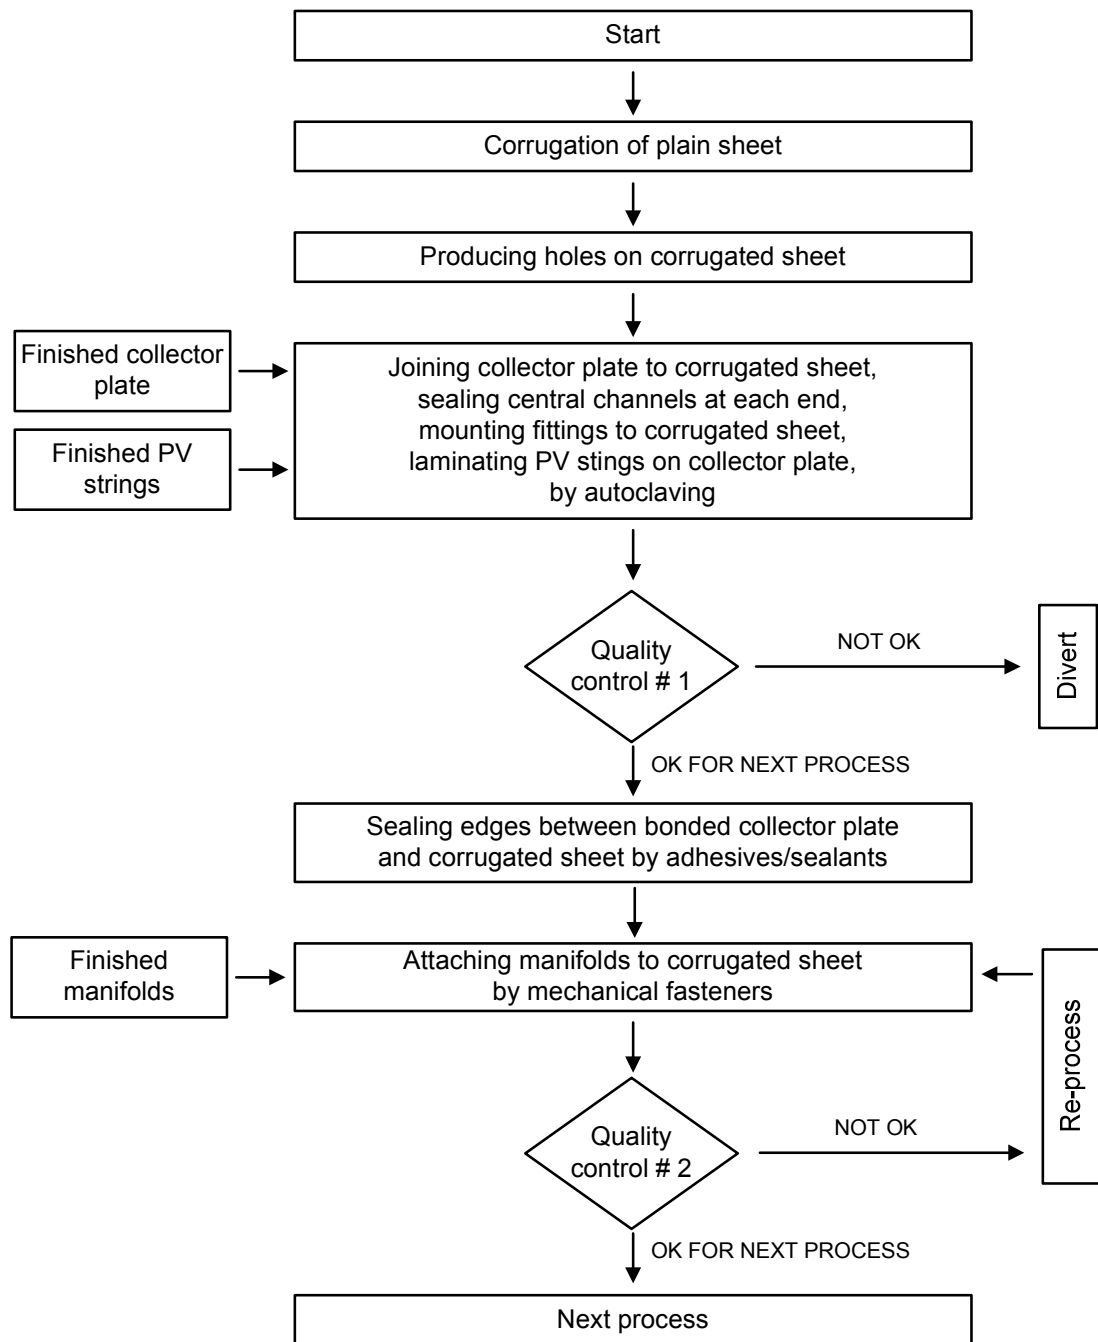 Start
Corrugation of plain sheet
Producing holes on corrugated sheet
Finished collector
plate
Finished PV
strings
Joining collector plate to corrugated sheet,
sealing central channels at each end,
mounting fittings to corrugated sheet,
laminating PV stings on collector plate,
by autoclaving
Quality
control # 1
NOT OK
Divert
OK FOR NEXT PROCESS
Sealing edges between bonded collector plate
and corrugated sheet by adhesives/sealants
Finished
manifolds
Attaching manifolds to corrugated sheet
by mechanical fasteners
Re-process
Quality
control # 2
NOT OK
OK FOR NEXT PROCESS
Next process